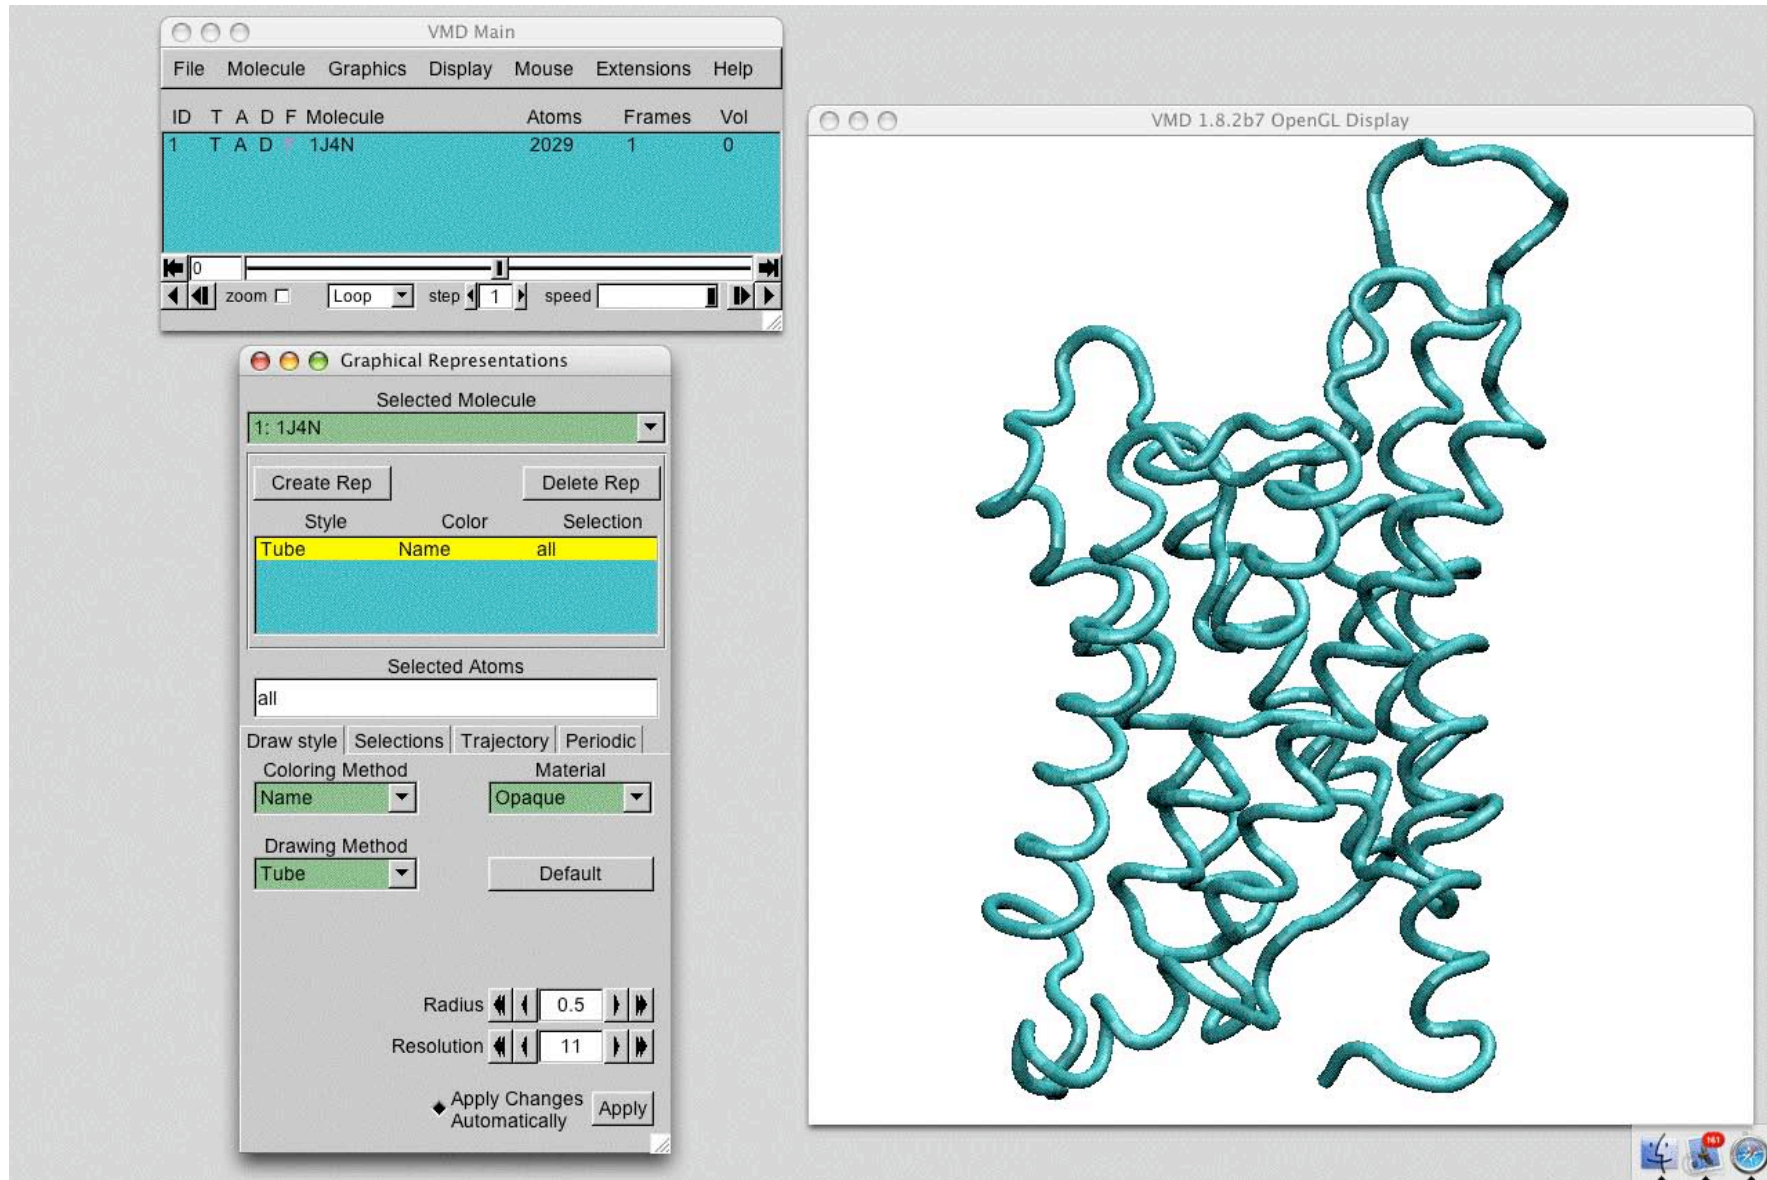 VMD Main
File Molecule Graphics Display Mouse Extensions Help
ID T A D F Molecule Atoms Frames Vol
1 T A D F 1J4N 2029 1 0
0
zoom Loop step 1 speed
VMD 1.8.2b7 OpenGL Display
Graphical Representations
Selected Molecule
1: 1J4N
Create Rep Delete Rep
Style Color Selection
Tube Name all
Selected Atoms
all
Draw style Selections Trajectory Periodic
Coloring Method Material
Name Opaque
Drawing Method
Tube Default
Radius 0.5
Resolution 11
Apply Changes
Automatically Apply
161